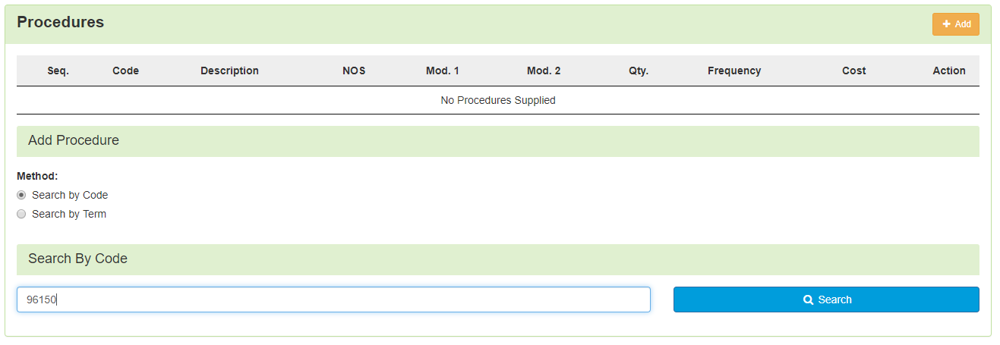 Procedures
Add
Seq. Code Description NOS Mod. 1 Mod. 2 Qty. Frequency Cost Action
No Procedures Supplied
Add Procedure
Method:
Search by Code
Search by Term
Search By Code
96150
Search